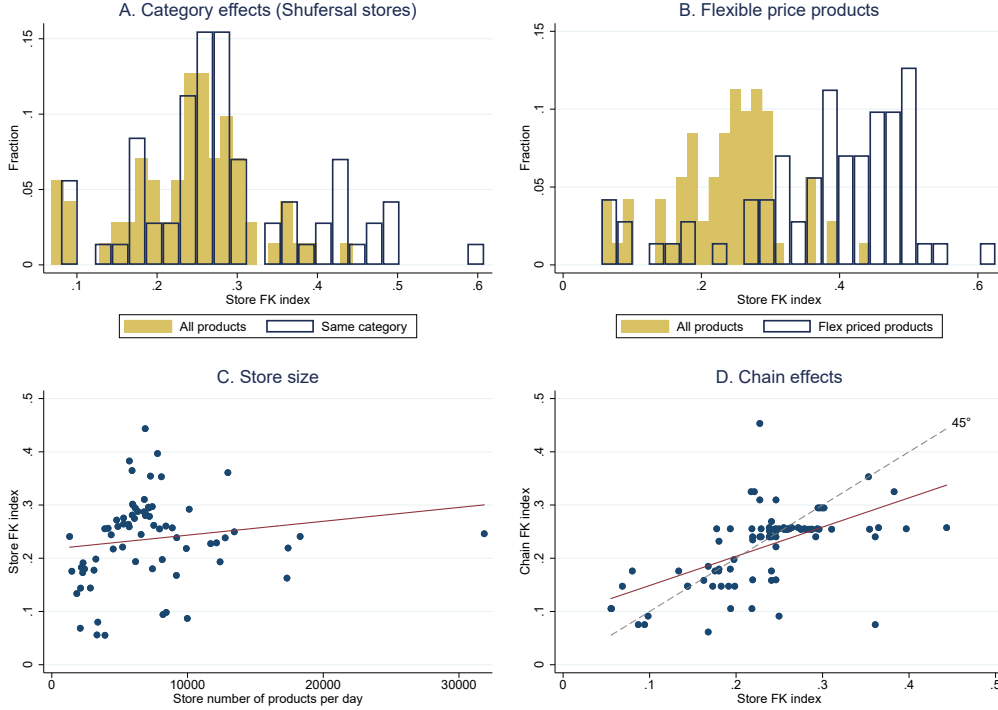 A. Category effects (Shufersal stores)
Fraction
0
.05
.1
.15
.1
.2
.3
.4
.5
.6
Store FK index
All products
Same category
B. Flexible price products
Fraction
0
.05
.1
.15
0
.2
.4
.6
Store FK index
All products
Flex priced products
C. Store size
Store FK index
0
.1
.2
.3
.4
.5
0
10000
20000
30000
Store number of products per day
D. Chain effects
Chain FK index
0
.1
.2
.3
.4
.5
45°
0
.1
.2
.3
.4
.5
Store FK index